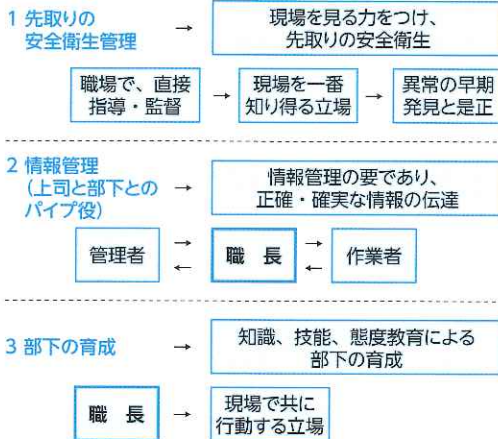 1 先取りの
安全衛生管理
→
現場を見る力をつけ、
先取りの安全衛生
職場で、直接
指導・監督
→
現場を一番
知り得る立場
→
異常の早期
発見と是正
2 情報管理
(上司と部下との
パイプ役)
→
情報管理の要であり、
正確・確実な情報の伝達
管理者
→
←
職 長
→
←
作業者
3 部下の育成
→
知識、技能、態度教育による
部下の育成
職 長
→
現場で共に
行動する立場